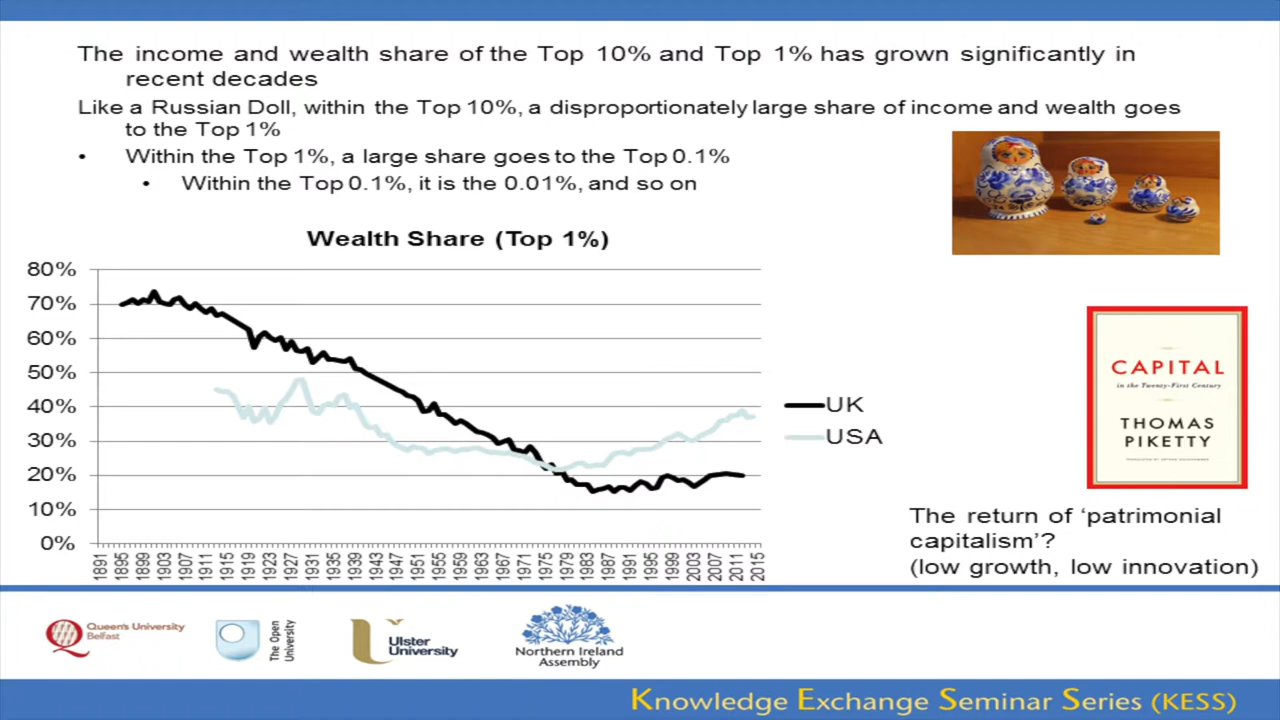 The income and wealth share of the Top 10% and Top 1% has grown significantly in
recent decades
Like a Russian Doll, within the Top 10%, a disproportionately large share of income and wealth goes
to the Top 1%
• Within the Top 1%, a large share goes to the Top 0.1%
• Within the Top 0.1%, it is the 0.01%, and so on
Wealth Share (Top 1%)
80%
70%
60%
50%
40%
30%
20%
10%
0%
1891 1895 1899 1903 1907 1911 1915 1919 1923 1927 1931 1935 1939 1943 1947 1951 1955 1959 1963 1967 1971 1975 1979 1983 1987 1991 1995 1999 2003 2007 2011 2015
UK
USA
CAPITAL
in the Twenty-First Century
THOMAS
PIKETTY
The return of ‘patrimonial
capitalism’?
(low growth, low innovation)
Queen's University
Belfast
The Open
University
Ulster
University
Northern Ireland
Assembly
Knowledge Exchange Seminar Series (KESS)